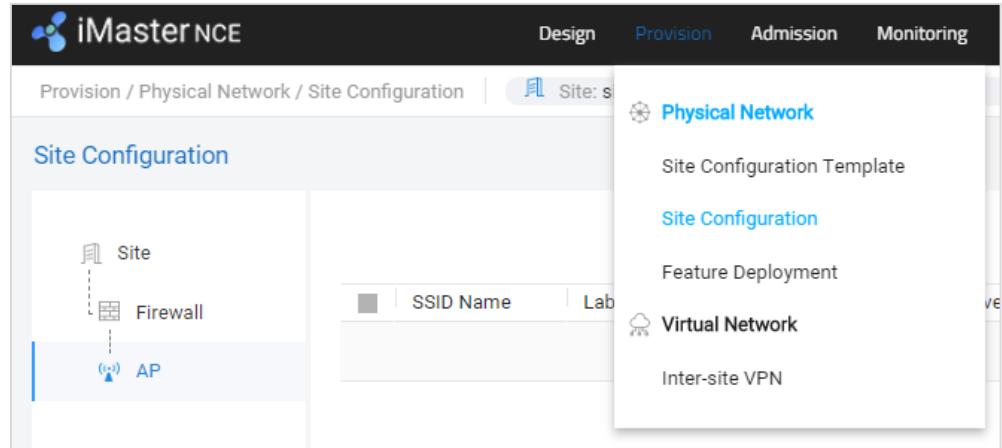 iMaster NCE Design Provision Admission Monitoring
Provision / Physical Network / Site Configuration Site: s
Physical Network
Site Configuration
Site Configuration Template
Site Configuration
Site
Feature Deployment
SSID Name Lab
Firewall
Virtual Network
AP
Inter-site VPN